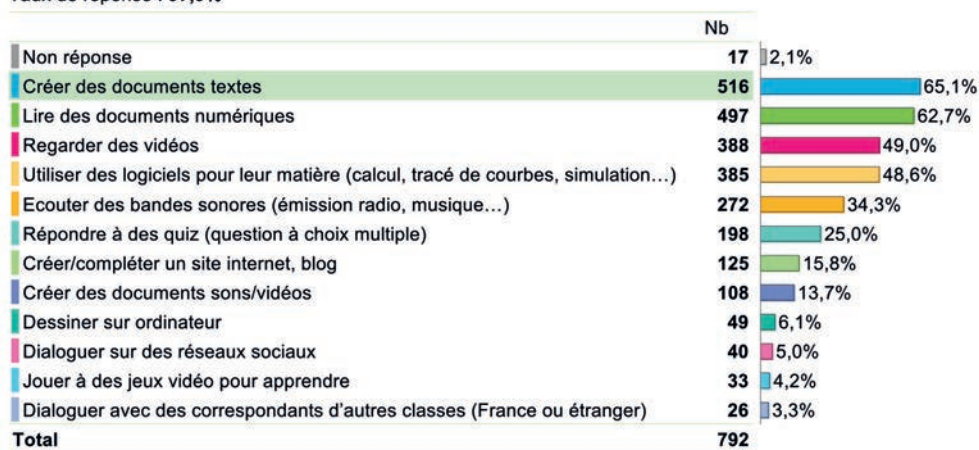 Nb
Non réponse 17 2,1%
Créer des documents textes 516 65,1%
Lire des documents numériques 497 62,7%
Regarder des vidéos 388 49,0%
Utiliser des logiciels pour leur matière (calcul, tracé de courbes, simulation…) 385 48,6%
Ecouter des bandes sonores (émission radio, musique…) 272 34,3%
Répondre à des quiz (question à choix multiple) 198 25,0%
Créer/compléter un site internet, blog 125 15,8%
Créer des documents sons/vidéos 108 13,7%
Dessiner sur ordinateur 49 6,1%
Dialoguer sur des réseaux sociaux 40 5,0%
Jouer à des jeux vidéo pour apprendre 33 4,2%
Dialoguer avec des correspondants d'autres classes (France ou étranger) 26 3,3%
Total 792